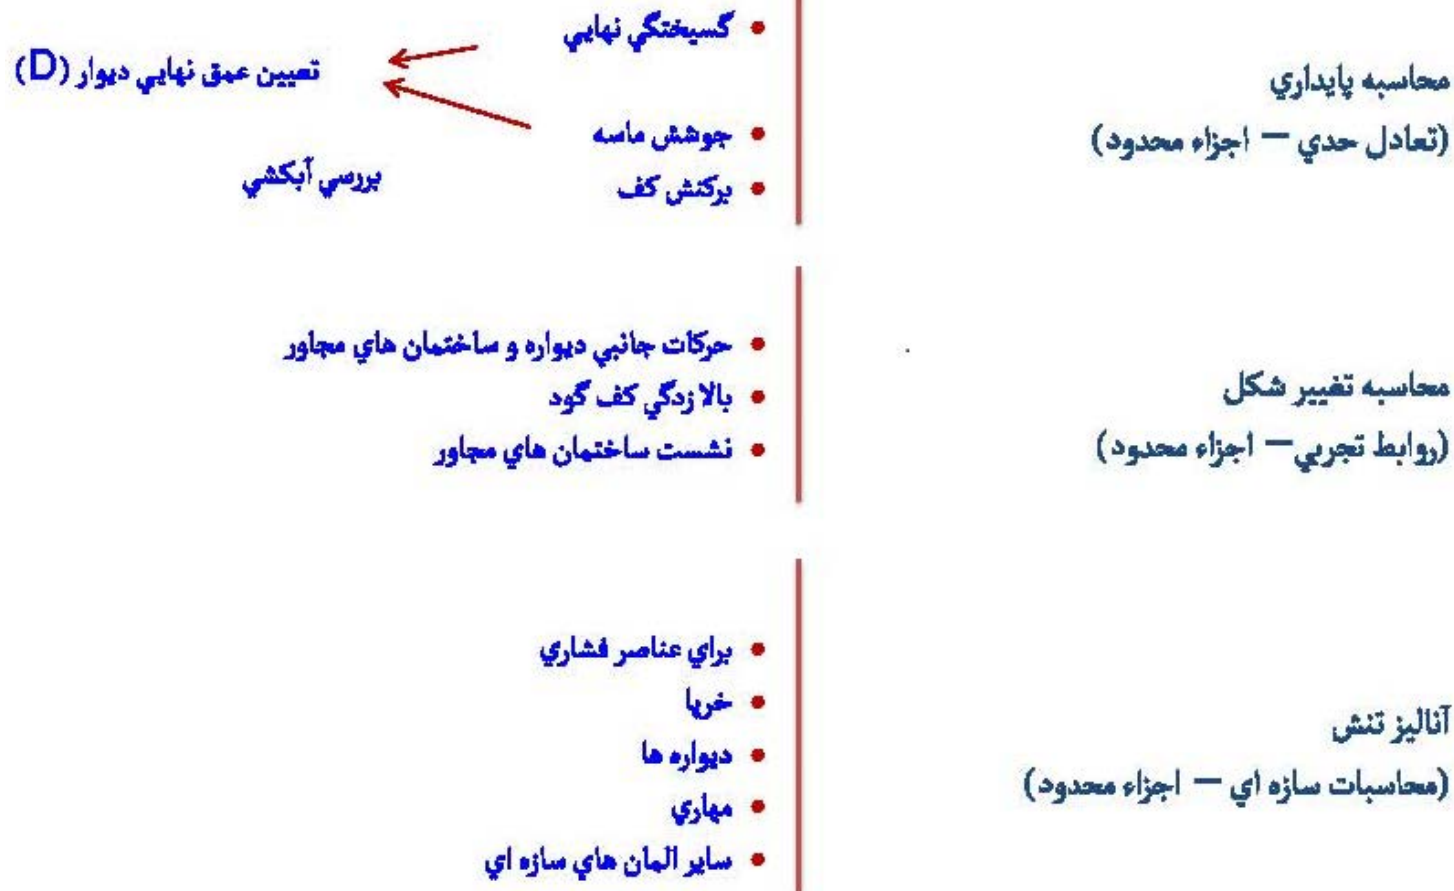 محاسبه پايداري
(تعادل حدي – اجزاء محدود)
• گسيختگي نهايي
• جوشش ماسه
• بركنش كف
تعيين عمق نهايي ديوار (D)
بررسي آبكشي
محاسبه تغيير شكل
(روابط تجربي – اجزاء محدود)
• حركات جانبي ديواره و ساختمان هاي مجاور
• بالا زدگي كف گود
• نشست ساختمان هاي مجاور
آناليز تنش
(محاسبات سازه اي – اجزاء محدود)
• براي عناصر فشاري
• خرپا
• ديواره ها
• مهاري
• ساير المان هاي سازه اي